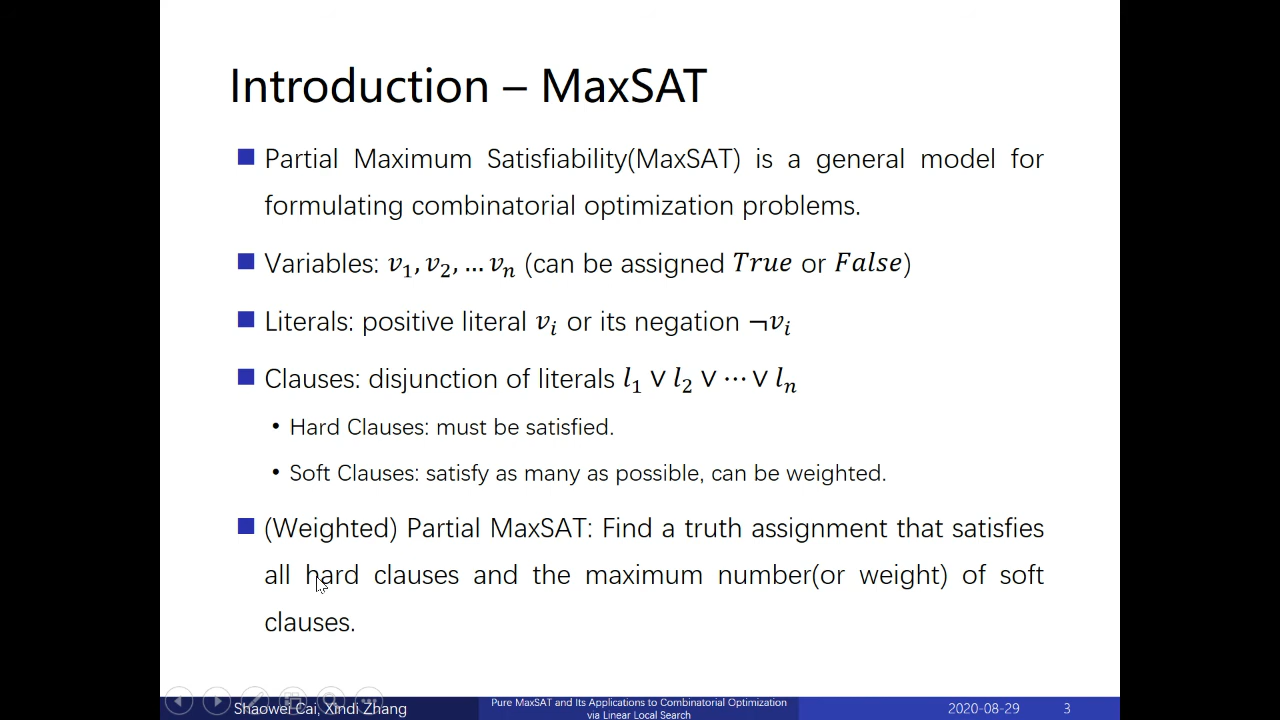 Introduction – MaxSAT
Partial Maximum Satisfiability(MaxSAT) is a general model for
formulating combinatorial optimization problems.
Variables: v₁, v₂, … vₙ (can be assigned True or False)
Literals: positive literal vᵢ or its negation ¬vᵢ
Clauses: disjunction of literals l₁ ∨ l₂ ∨ ⋯ ∨ lₙ
• Hard Clauses: must be satisfied.
• Soft Clauses: satisfy as many as possible, can be weighted.
(Weighted) Partial MaxSAT: Find a truth assignment that satisfies
all hard clauses and the maximum number(or weight) of soft
clauses.
Shaowei Cai, Xindi Zhang
Pure MaxSAT and Its Applications to Combinatorial Optimization
via Linear Local Search
2020-08-29
3